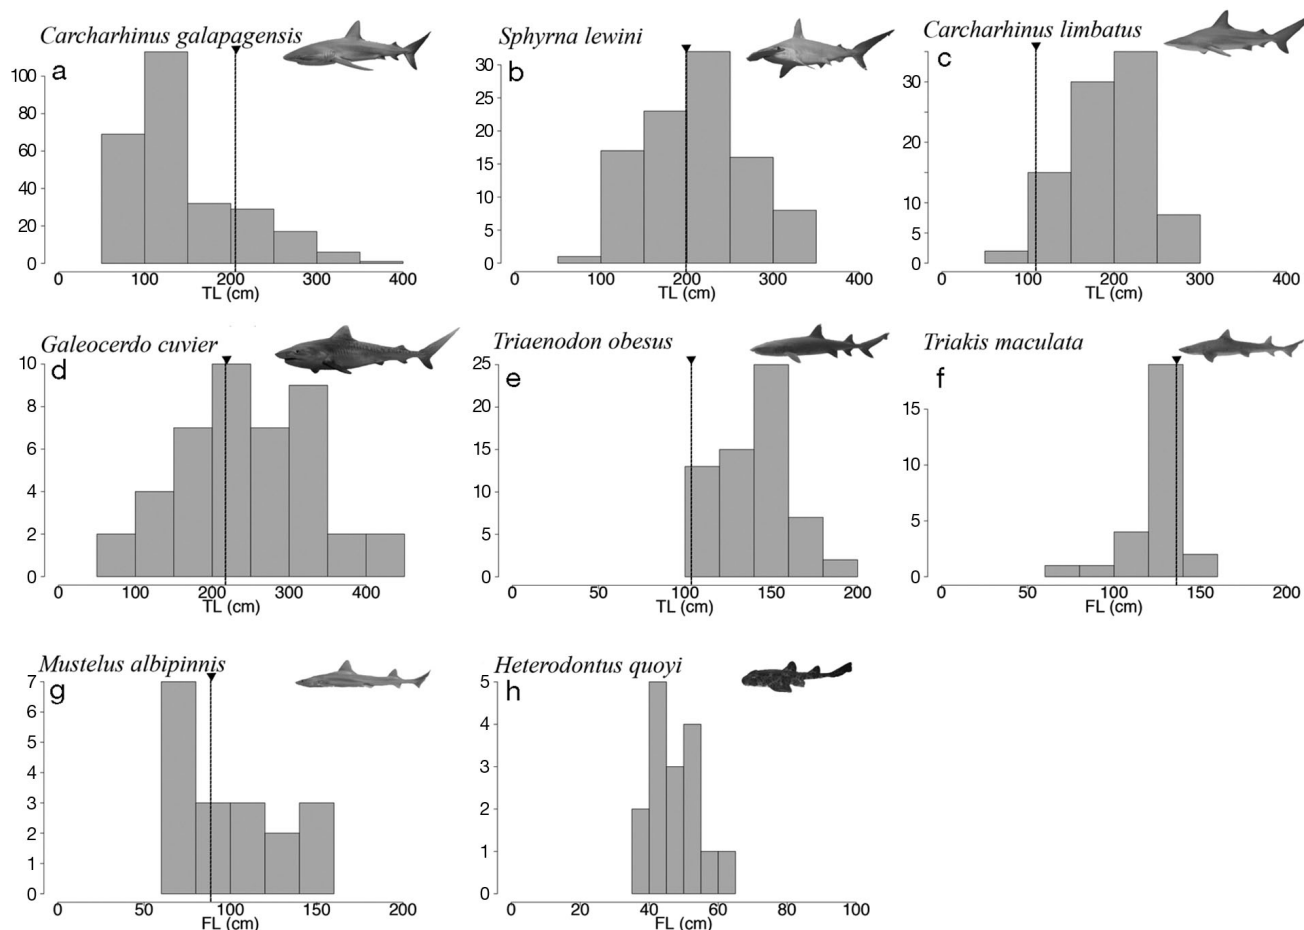 Carcharhinus galapagensis
a
100
80
60
40
20
0
0 100 200 300 400
TL (cm)
Sphyrna lewini
b
30
25
20
15
10
5
0
0 100 200 300 400
TL (cm)
Carcharhinus limbatus
c
30
20
10
5
0
0 100 200 300 400
TL (cm)
Galeocerdo cuvier
d
10
8
6
4
2
0
0 100 200 300 400
TL (cm)
Triaenodon obesus
e
25
20
15
10
5
0
0 50 100 150 200
TL (cm)
Triakis maculata
f
15
10
5
0
0 50 100 150 200
FL (cm)
Mustelus albipinnis
g
7
6
5
4
3
2
1
0
0 50 100 150 200
FL (cm)
Heterodontus quoyi
h
5
4
3
2
1
0
0 20 40 60 80 100
FL (cm)